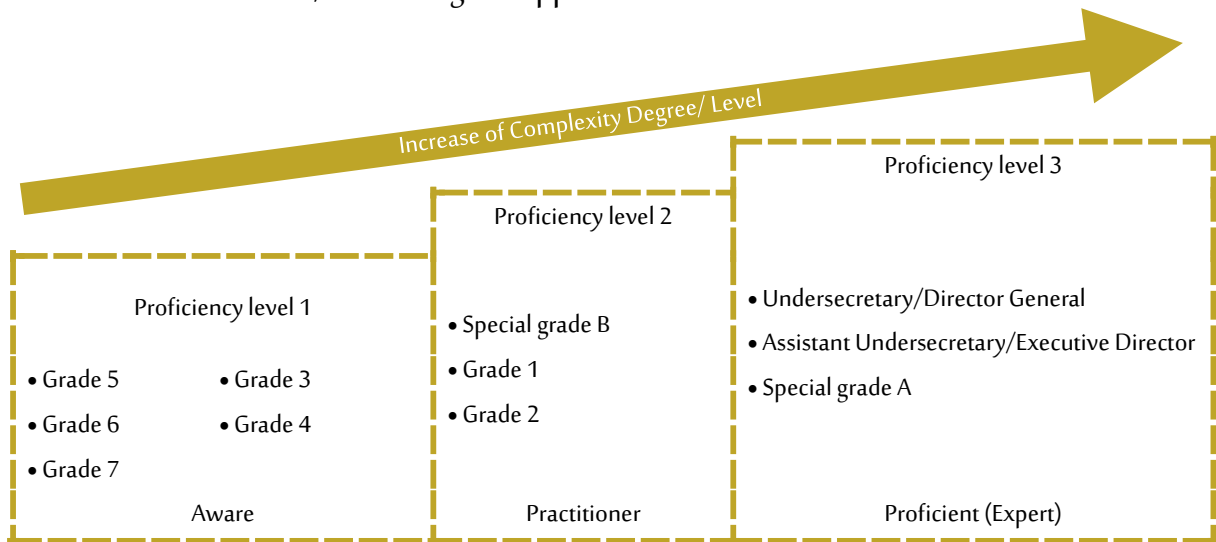 Increase of Complexity Degree/ Level
Proficiency level 1
• Grade 5
• Grade 6
• Grade 7
• Grade 3
• Grade 4
Aware
Proficiency level 2
• Special grade B
• Grade 1
• Grade 2
Practitioner
Proficiency level 3
• Undersecretary/Director General
• Assistant Undersecretary/Executive Director
• Special grade A
Proficient (Expert)